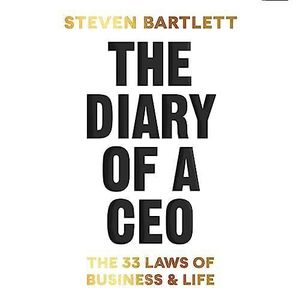 STEVEN BARTLETT
THE
DIARY
OF A
CEO
THE 33 LAWS OF
BUSINESS & LIFE